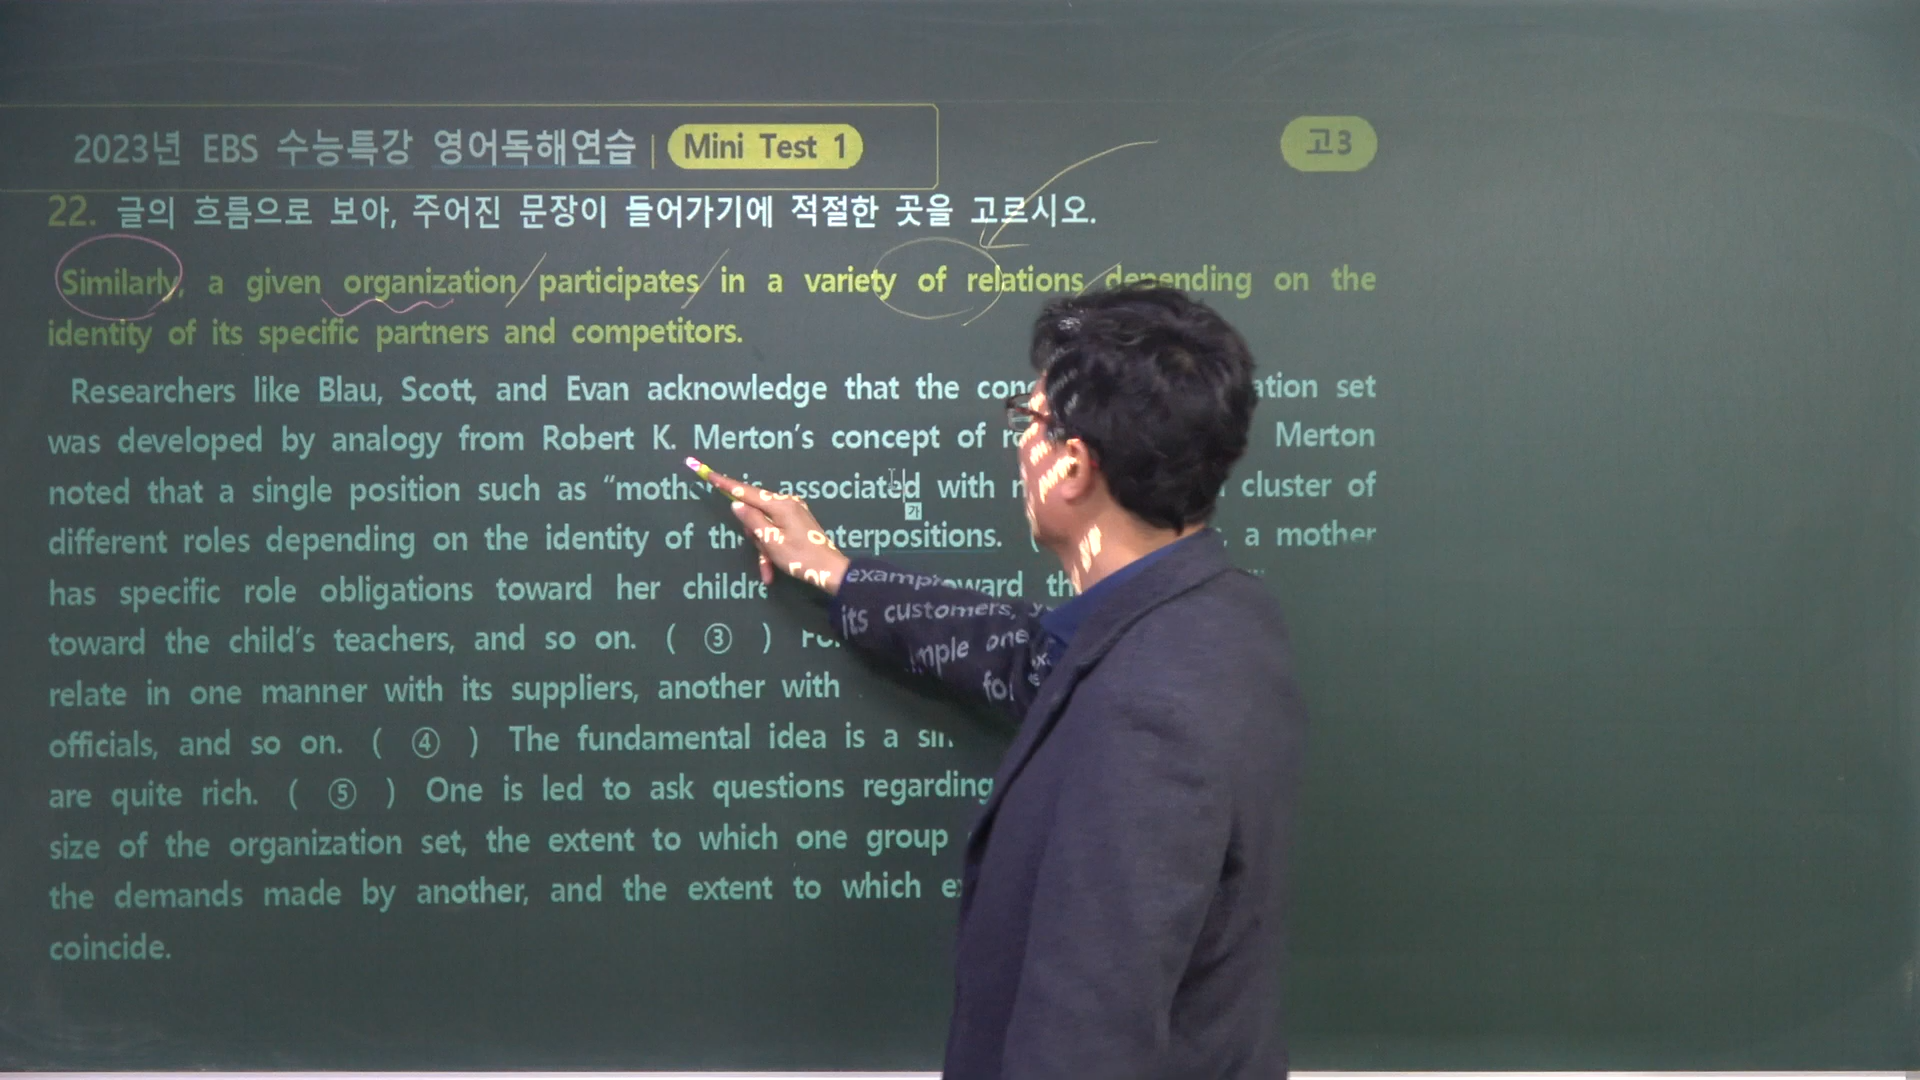 2023년 EBS 수능특강 영어독해연습 | Mini Test 1
고3
22. 글의 흐름으로 보아, 주어진 문장이 들어가기에 적절한 곳을 고르시오.
Similarly, a given organization participates in a variety of relations depending on the
identity of its specific partners and competitors.
Researchers like Blau, Scott, and Evan acknowledge that the set
was developed by analogy from Robert K. Merton's concept of Merton
noted that a single position such as "mother" is associated with cluster of
different roles depending on the identity of the counterpositions. ( a mother
has specific role obligations toward her toward
toward the child's teachers, and so on. ( ③ ) For example
relate in one manner with its suppliers, another with its customers,
officials, and so on. ( ④ ) The fundamental idea is a
are quite rich. ( ⑤ ) One is led to ask questions regarding
size of the organization set, the extent to which one group
the demands made by another, and the extent to which
coincide.